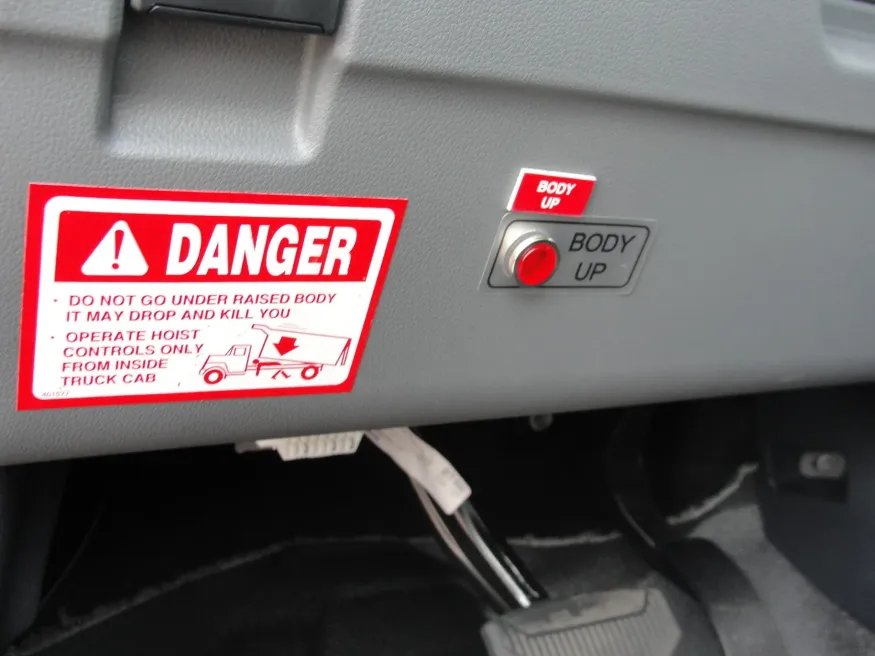 DANGER
· DO NOT GO UNDER RAISED BODY
IT MAY DROP AND KILL YOU
· OPERATE HOIST
CONTROLS ONLY
FROM INSIDE
TRUCK CAB
BODY
UP
BODY
UP